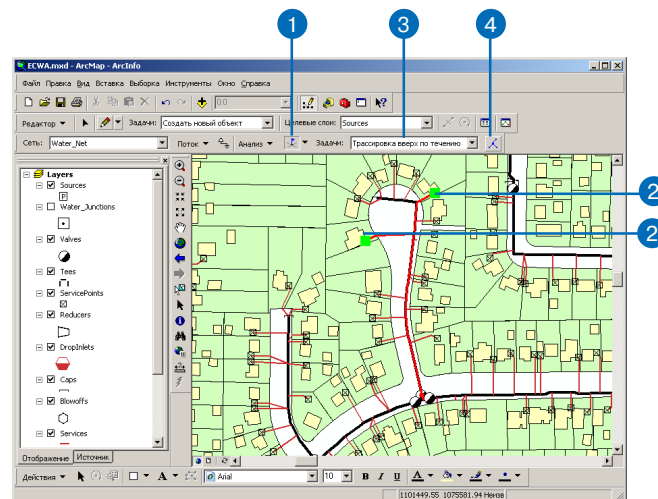 1
3
4
ECWA.mxd - ArcMap - ArcInfo
Файл Правка Вид Вставка Выборка Инструменты Окно Справка
0:0
Редактор Задачи: Создать новый объект Целевые слои: Sources
Сеть: Water_Net Поток Анализ Задачи: Трассировка вверх по течению
Layers
Sources
P
Water_Junctions
Valves
Tees
ServicePoints
Reducers
DropInlets
Caps
Blowoffs
Services
2
2
Отображение Источник
Действия A Arial 10 B I U A
1101449.55 1075581.94 Неизв